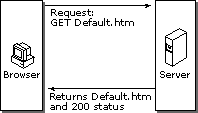 Request:
GET Default.htm
Browser
Server
Returns Default.htm
and 200 status